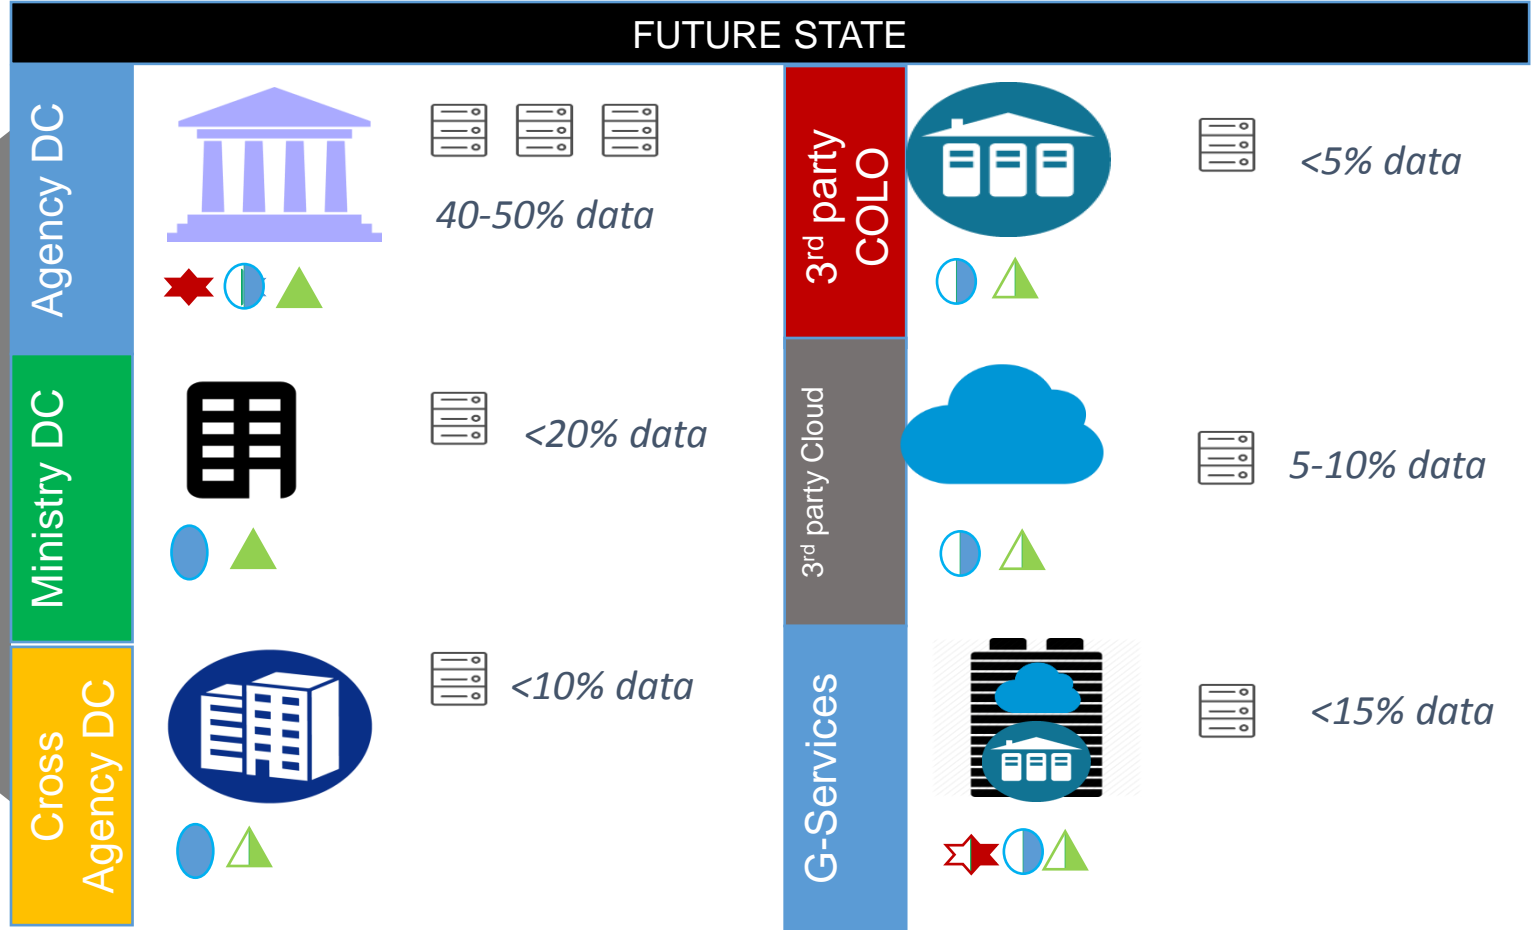 FUTURE STATE
Agency DC
40-50% data
Ministry DC
<20% data
Cross
Agency DC
<10% data
3rd party
COLO
<5% data
3rd party Cloud
5-10% data
G-Services
<15% data